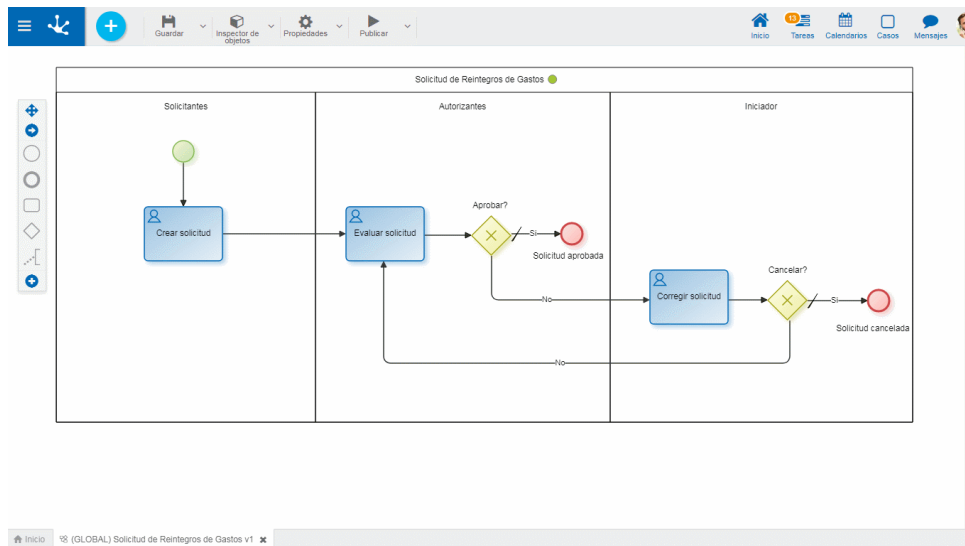 Guardar
Inspector de
objetos
Propiedades
Publicar
Inicio
13
Tareas
Calendarios
Casos
Mensajes
Solicitud de Reintegros de Gastos
Solicitantes
Autorizantes
Iniciador
Crear solicitud
Evaluar solicitud
Aprobar?
Si
Solicitud aprobada
No
Corregir solicitud
Cancelar?
Si
Solicitud cancelada
No
Inicio
(GLOBAL) Solicitud de Reintegros de Gastos v1